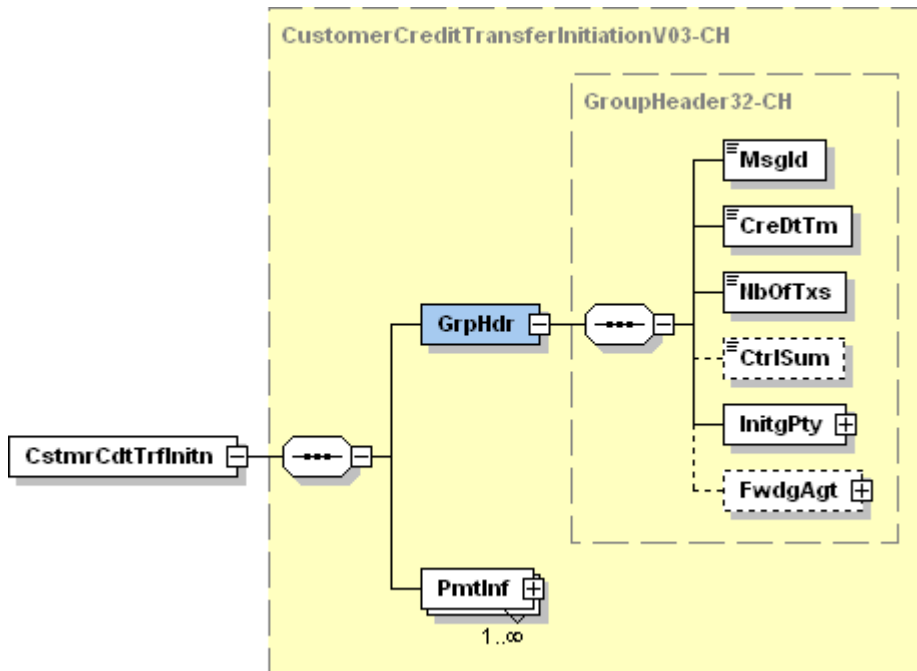 CustomerCreditTransferInitiationV03-CH
GroupHeader32-CH
MsgId
CreDtTm
NbOfTxs
CtrlSum
InitgPty
FwdgAgt
GrpHdr
CstmrCdtTrfInitn
PmtInf
1..∞